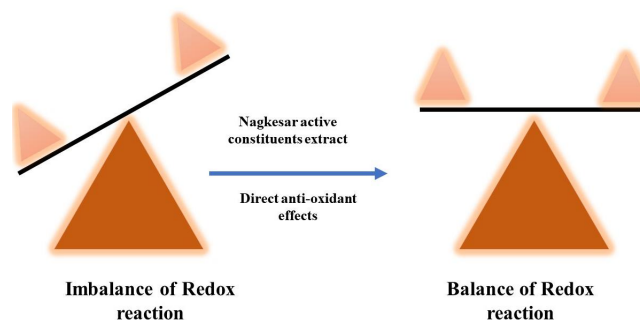 Nagkesar active
constituents extract
Direct anti-oxidant
effects
Imbalance of Redox
reaction
Balance of Redox
reaction